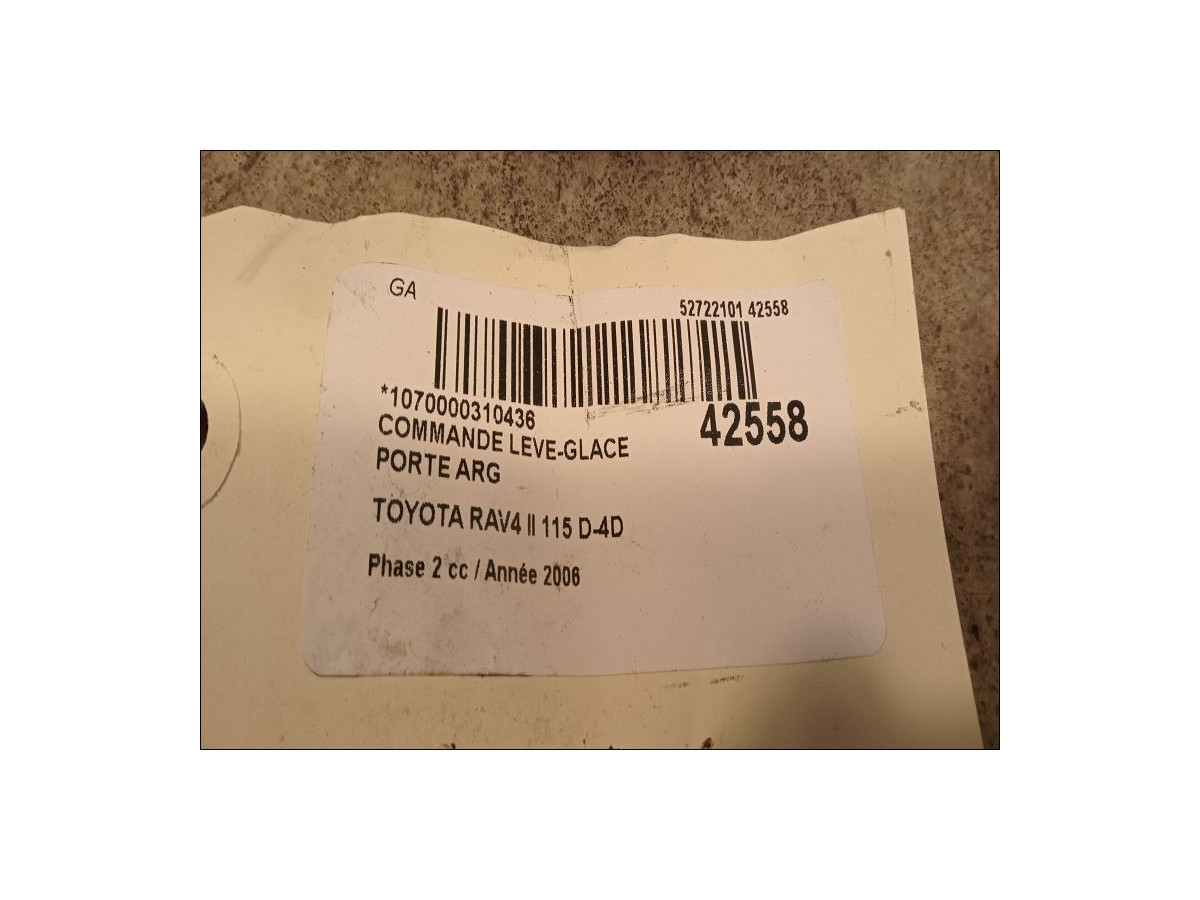 GA
52722101 42558
*1070000310436
42558
COMMANDE LEVE-GLACE
PORTE ARG
TOYOTA RAV4 II 115 D-4D
Phase 2 cc / Année 2006